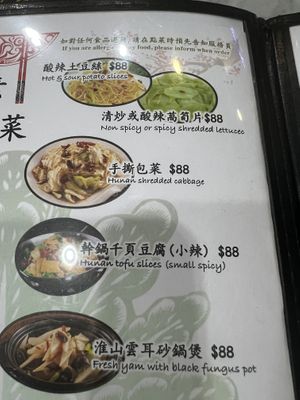 如對任何食品過敏，請在點菜時預先告知服務員
If you are allergic to any food, please inform when order
酸辣土豆絲 $88
Hot & sour potato slices
清炒或酸辣萵筍片 $88
Non spicy or spicy shredded lettucec
菜
手撕包菜 $88
Hunan shredded cabbage
幹鍋千頁豆腐(小辣) $88
Hunan tofu slices (small spicy)
淮山雲耳砂鍋煲 $88
Fresh yam with black fungus pot